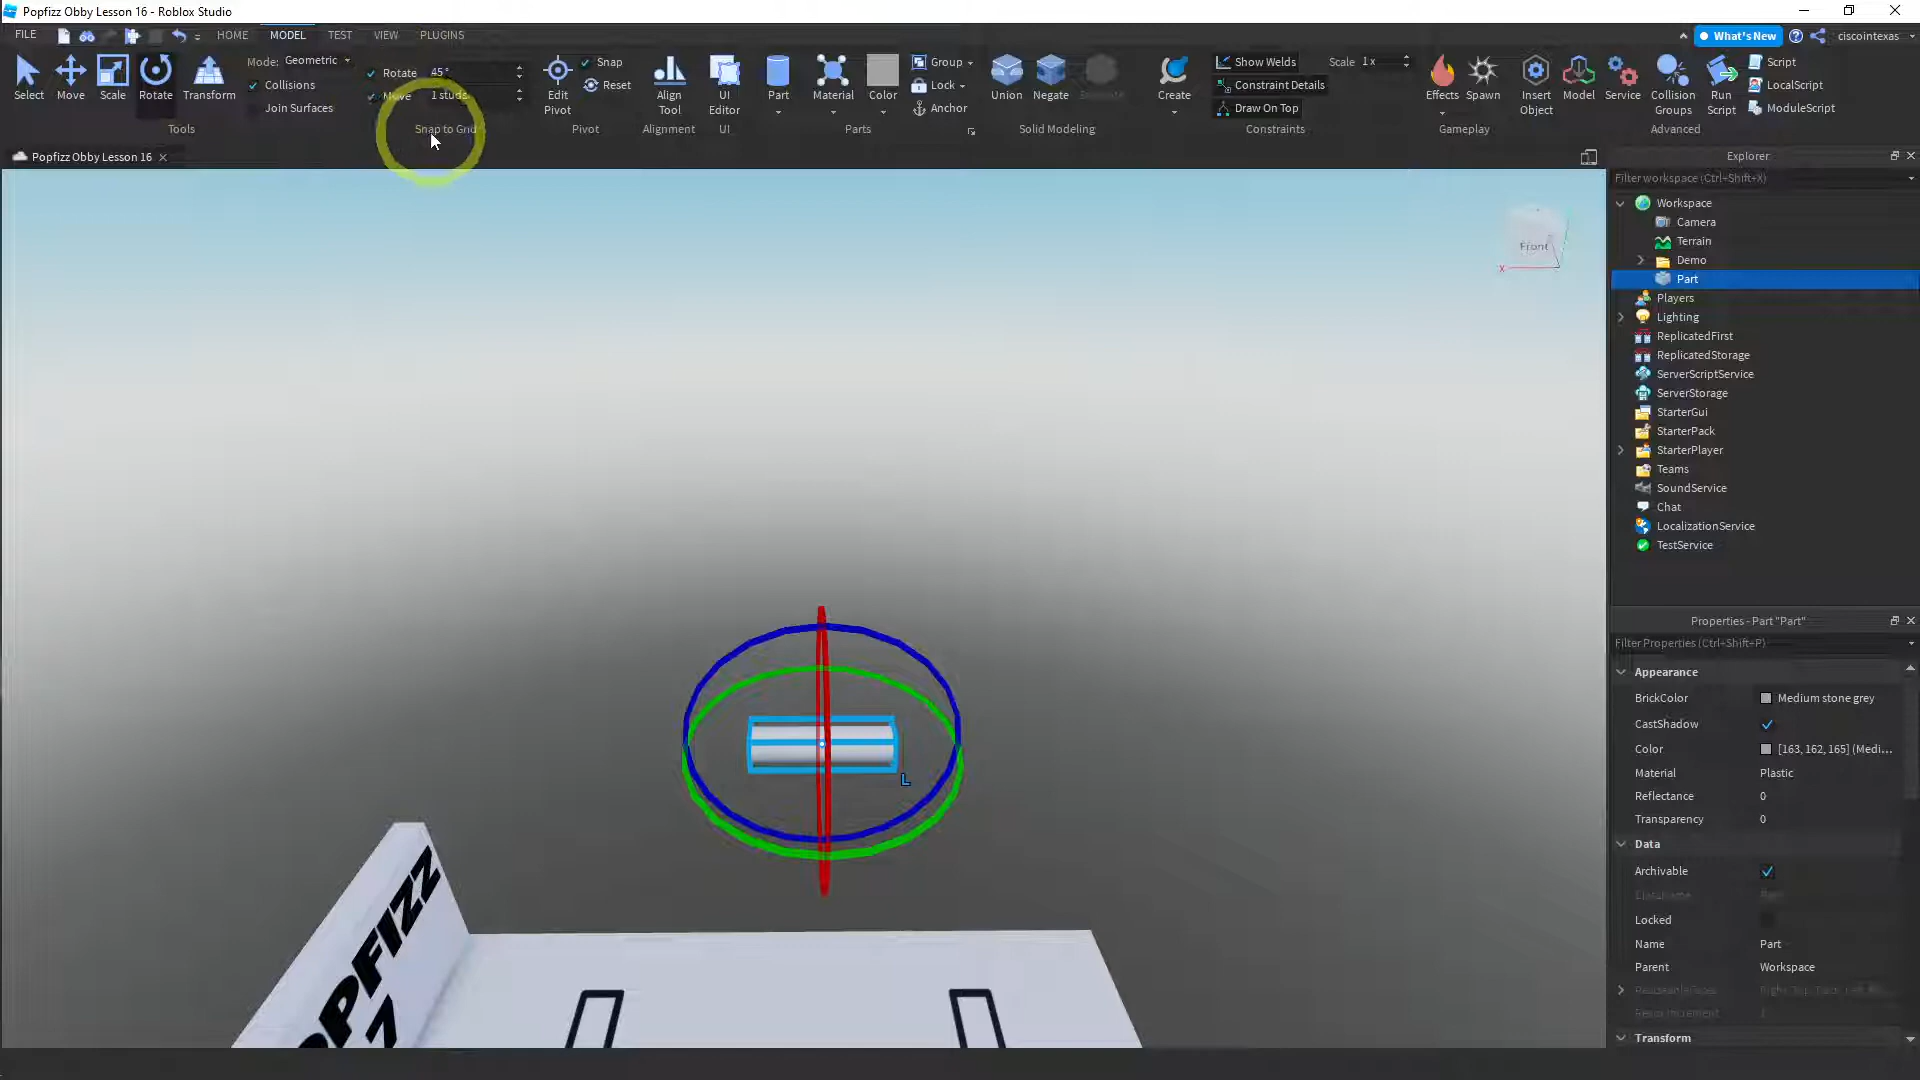 Popfizz Obby Lesson 16 - Roblox Studio
FILE HOME MODEL TEST VIEW PLUGINS What's New ciscointexas
Select Move Scale Rotate Transform
Mode: Geometric
Collisions
Join Surfaces
Tools
Rotate 45°
Move 1 studs
Snap to Grid
Edit Pivot
Snap
Reset
Pivot
Align Tool
Alignment
UI Editor
UI
Part Material Color
Group
Lock
Anchor
Parts
Union Negate
Solid Modeling
Create
Show Welds
Constraint Details
Draw On Top
Scale 1 x
Constraints
Effects Spawn
Gameplay
Insert Object
Model Service
Collision Groups
Run Script
Script
LocalScript
ModuleScript
Advanced
Popfizz Obby Lesson 16
Front
X
POPFIZZ
L
Explorer
Filter workspace (Ctrl+Shift+X)
Workspace
Camera
Terrain
Demo
Part
Players
Lighting
ReplicatedFirst
ReplicatedStorage
ServerScriptService
ServerStorage
StarterGui
StarterPack
StarterPlayer
Teams
SoundService
Chat
LocalizationService
TestService
Properties - Part "Part"
Filter Properties (Ctrl+Shift+P)
Appearance
BrickColor Medium stone grey
CastShadow
Color [163, 162, 165] (Medi...
Material Plastic
Reflectance 0
Transparency 0
Data
Archivable
Locked
Name Part
Parent Workspace
Transform